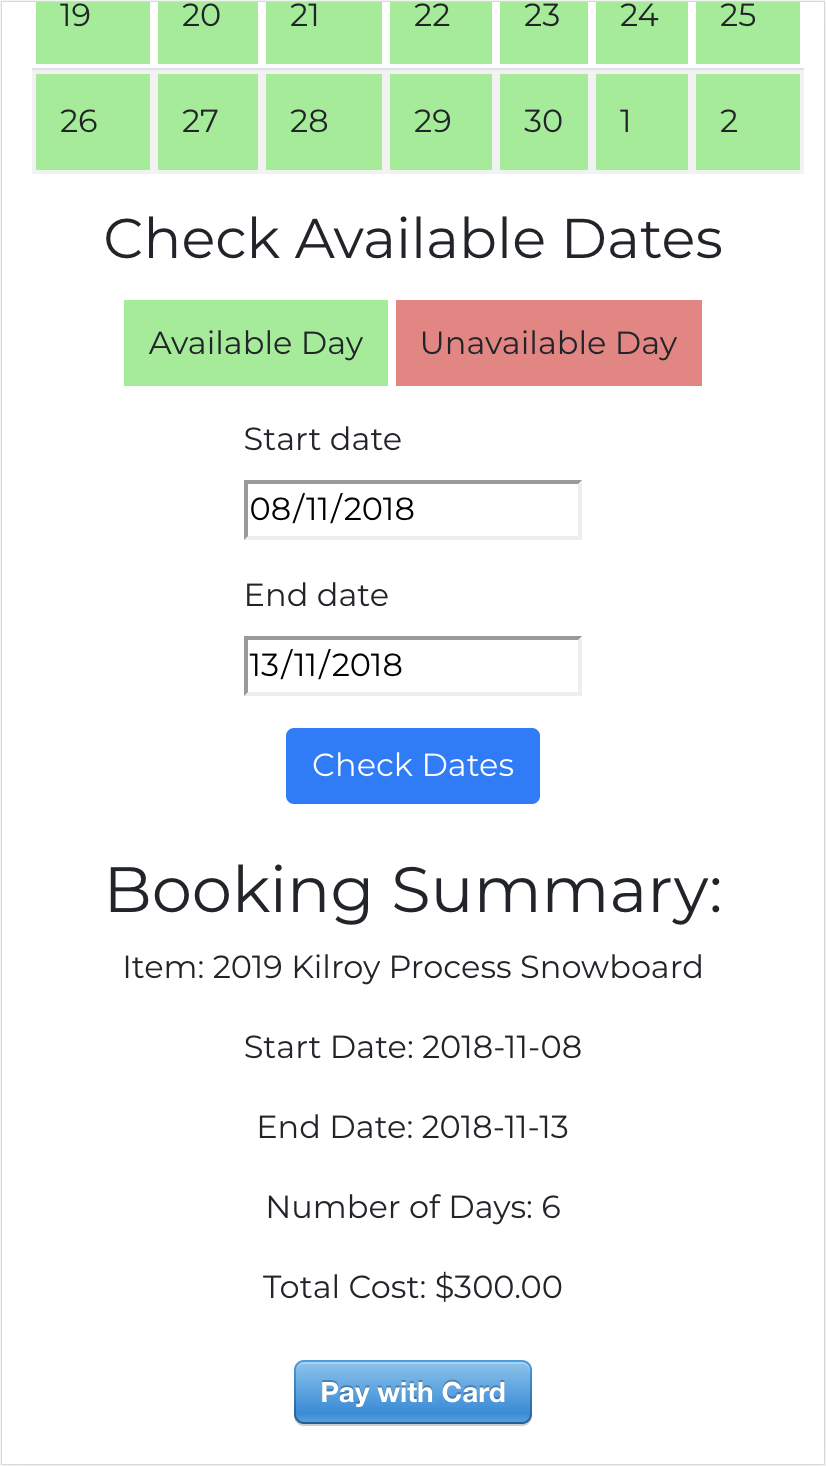 19 20 21 22 23 24 25
26 27 28 29 30 1 2
Check Available Dates
Available Day Unavailable Day
Start date
08/11/2018
End date
13/11/2018
Check Dates
Booking Summary:
Item: 2019 Kilroy Process Snowboard
Start Date: 2018-11-08
End Date: 2018-11-13
Number of Days: 6
Total Cost: $300.00
Pay with Card